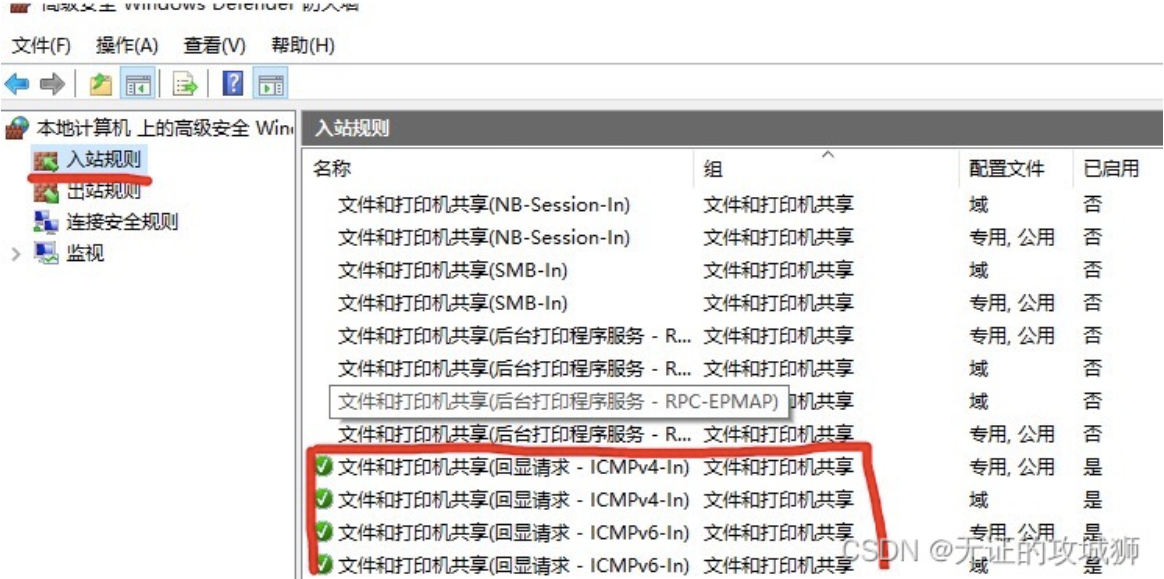 高级安全 Windows Defender 防火墙
文件(F) 操作(A) 查看(V) 帮助(H)
本地计算机 上的高级安全 Win
入站规则
出站规则
连接安全规则
监视
入站规则
名称 组 配置文件 已启用
文件和打印机共享(NB-Session-In) 文件和打印机共享 域 否
文件和打印机共享(NB-Session-In) 文件和打印机共享 专用, 公用 否
文件和打印机共享(SMB-In) 文件和打印机共享 域 否
文件和打印机共享(SMB-In) 文件和打印机共享 专用, 公用 否
文件和打印机共享(后台打印程序服务 - R... 文件和打印机共享 专用, 公用 否
文件和打印机共享(后台打印程序服务 - R... 文件和打印机共享 域 否
文件和打印机共享(后台打印程序服务 - RPC-EPMAP) 印机共享 域 否
文件和打印机共享(后台打印程序服务 - R... 文件和打印机共享 专用, 公用 否
文件和打印机共享(回显请求 - ICMPv4-In) 文件和打印机共享 专用, 公用 是
文件和打印机共享(回显请求 - ICMPv4-In) 文件和打印机共享 域 是
文件和打印机共享(回显请求 - ICMPv6-In) 文件和打印机共享 专用, 公用 是
文件和打印机共享(回显请求 - ICMPv6-In) 文件和打印机共享 域 是
CSDN @无证的攻城狮